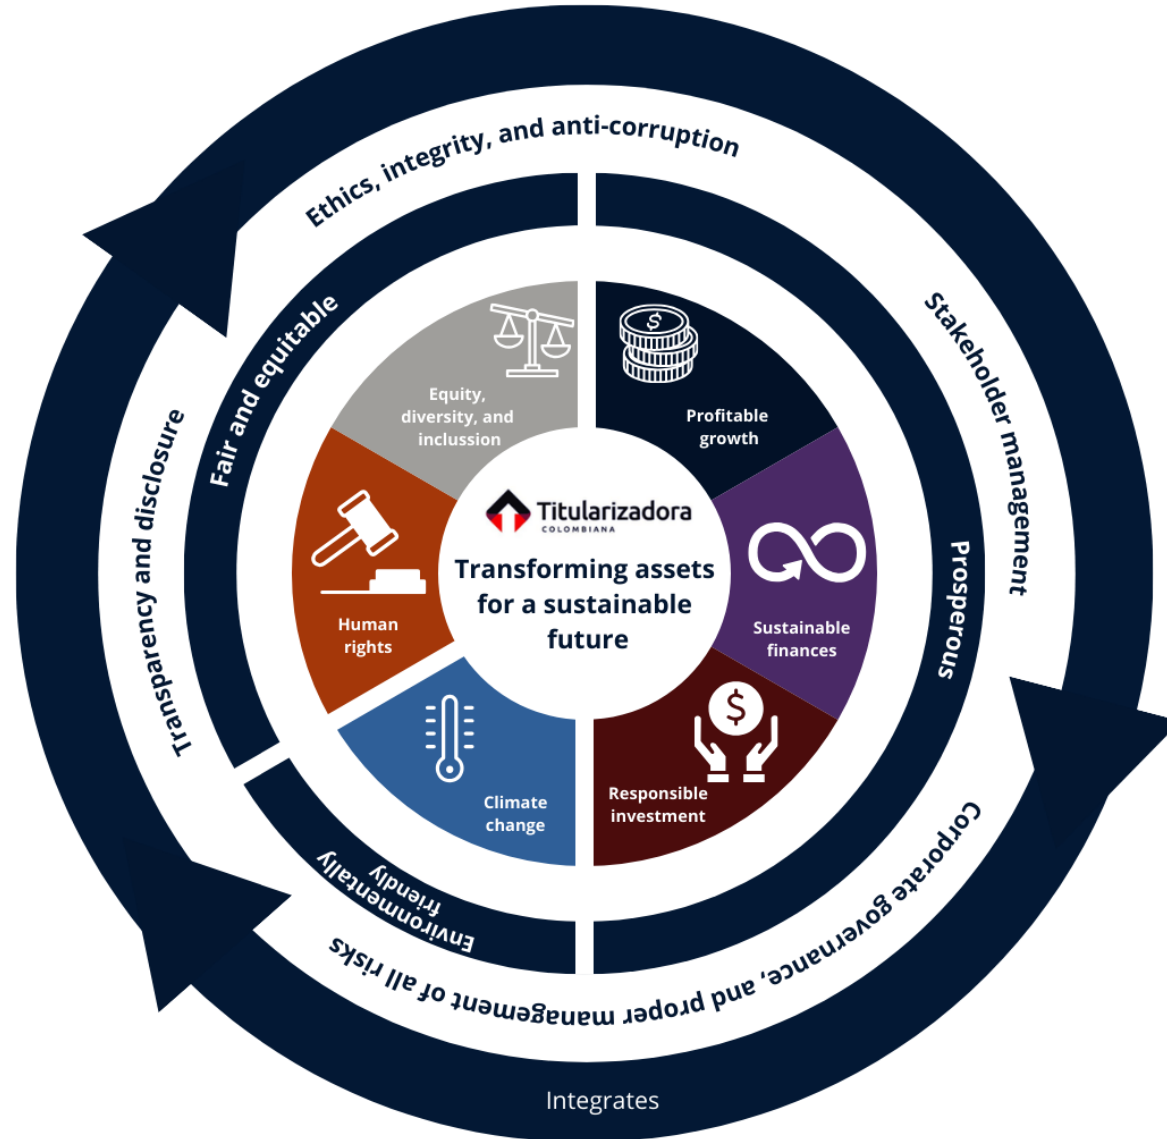 Ethics, integrity, and anti-corruption
Stakeholder management
Corporate governance, and proper management of all risks
Transparency and disclosure
Fair and equitable
Prosperous
Environmentally
friendly
$
Equity,
diversity, and
inclussion
Profitable
growth
Human
rights
Sustainable
finances
Climate
change
$
Responsible
investment
Titularizadora
COLOMBIANA
Transforming assets
for a sustainable
future
Integrates